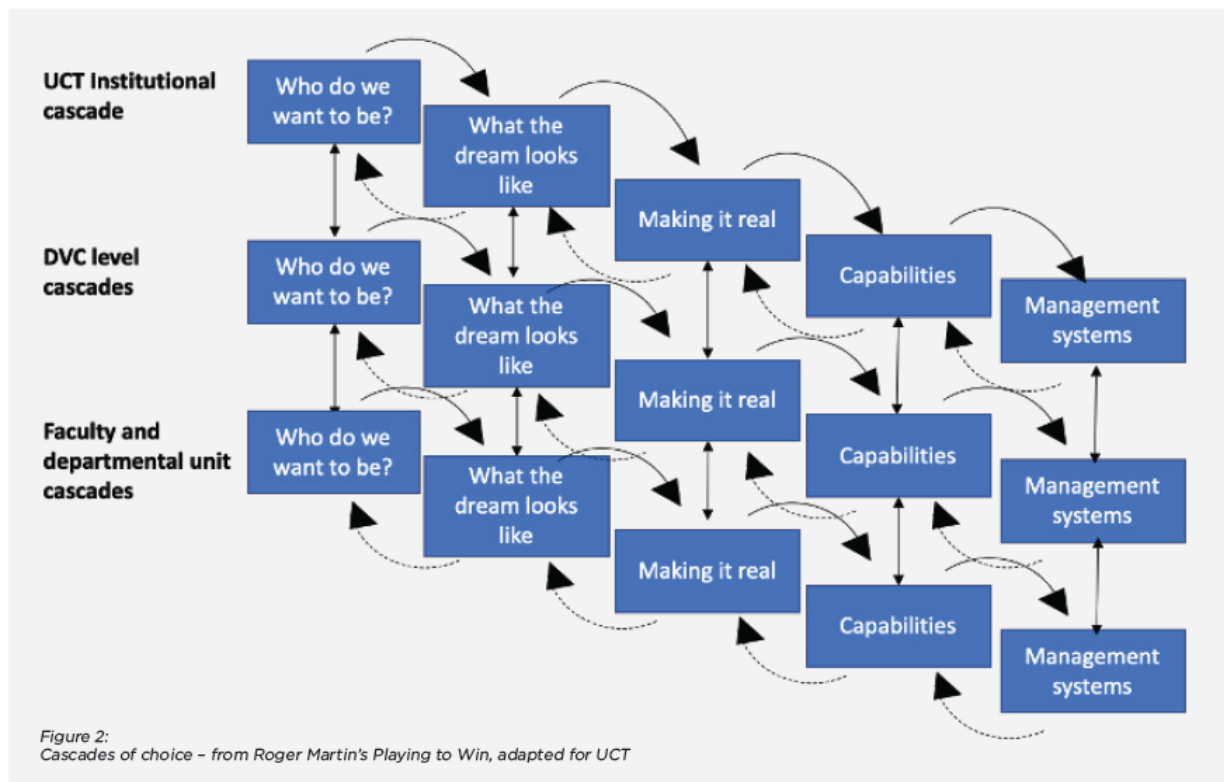 UCT Institutional
cascade
Who do we
want to be?
What the
dream looks
like
Making it real
Capabilities
Management
systems
DVC level
cascades
Who do we
want to be?
What the
dream looks
like
Making it real
Capabilities
Management
systems
Faculty and
departmental unit
cascades
Who do we
want to be?
What the
dream looks
like
Making it real
Capabilities
Management
systems
Figure 2:
Cascades of choice – from Roger Martin's Playing to Win, adapted for UCT